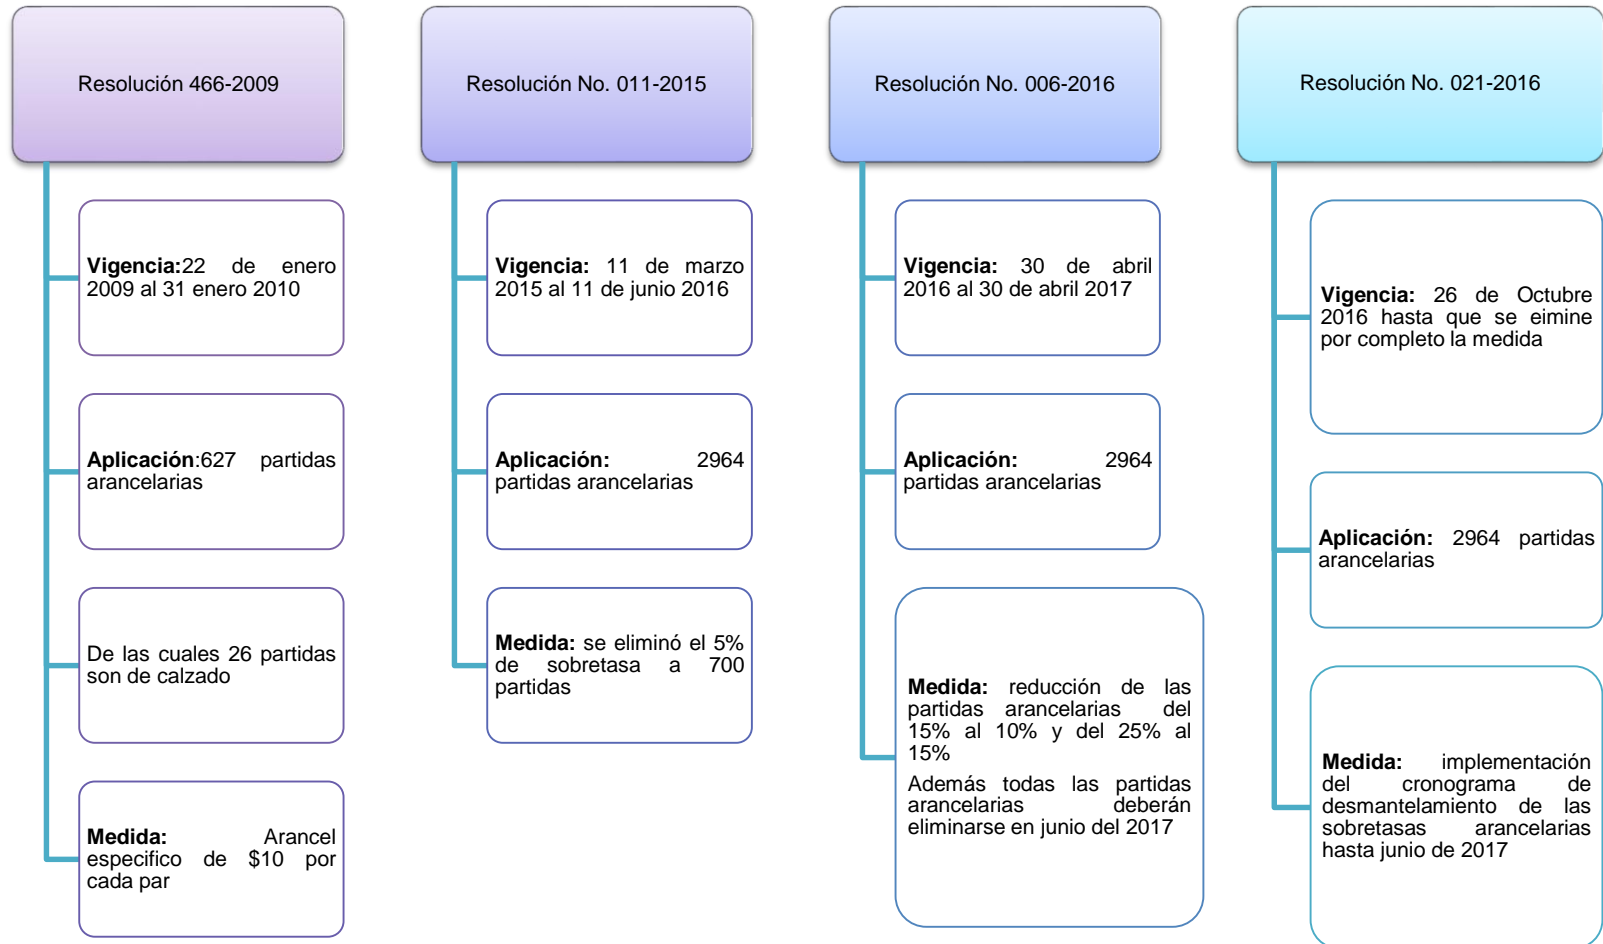 Resolución 466-2009
Vigencia:22 de enero
2009 al 31 enero 2010
Aplicación:627 partidas
arancelarias
De las cuales 26 partidas
son de calzado
Medida: Arancel
especifico de $10 por
cada par
Resolución No. 011-2015
Vigencia: 11 de marzo
2015 al 11 de junio 2016
Aplicación: 2964
partidas arancelarias
Medida: se eliminó el 5%
de sobretasa a 700
partidas
Resolución No. 006-2016
Vigencia: 30 de abril
2016 al 30 de abril 2017
Aplicación: 2964
partidas arancelarias
Medida: reducción de las
partidas arancelarias del
15% al 10% y del 25% al
15%
Además todas las partidas
arancelarias deberán
eliminarse en junio del 2017
Resolución No. 021-2016
Vigencia: 26 de Octubre
2016 hasta que se eimine
por completo la medida
Aplicación: 2964 partidas
arancelarias
Medida: implementación
del cronograma de
desmantelamiento de las
sobretasas arancelarias
hasta junio de 2017